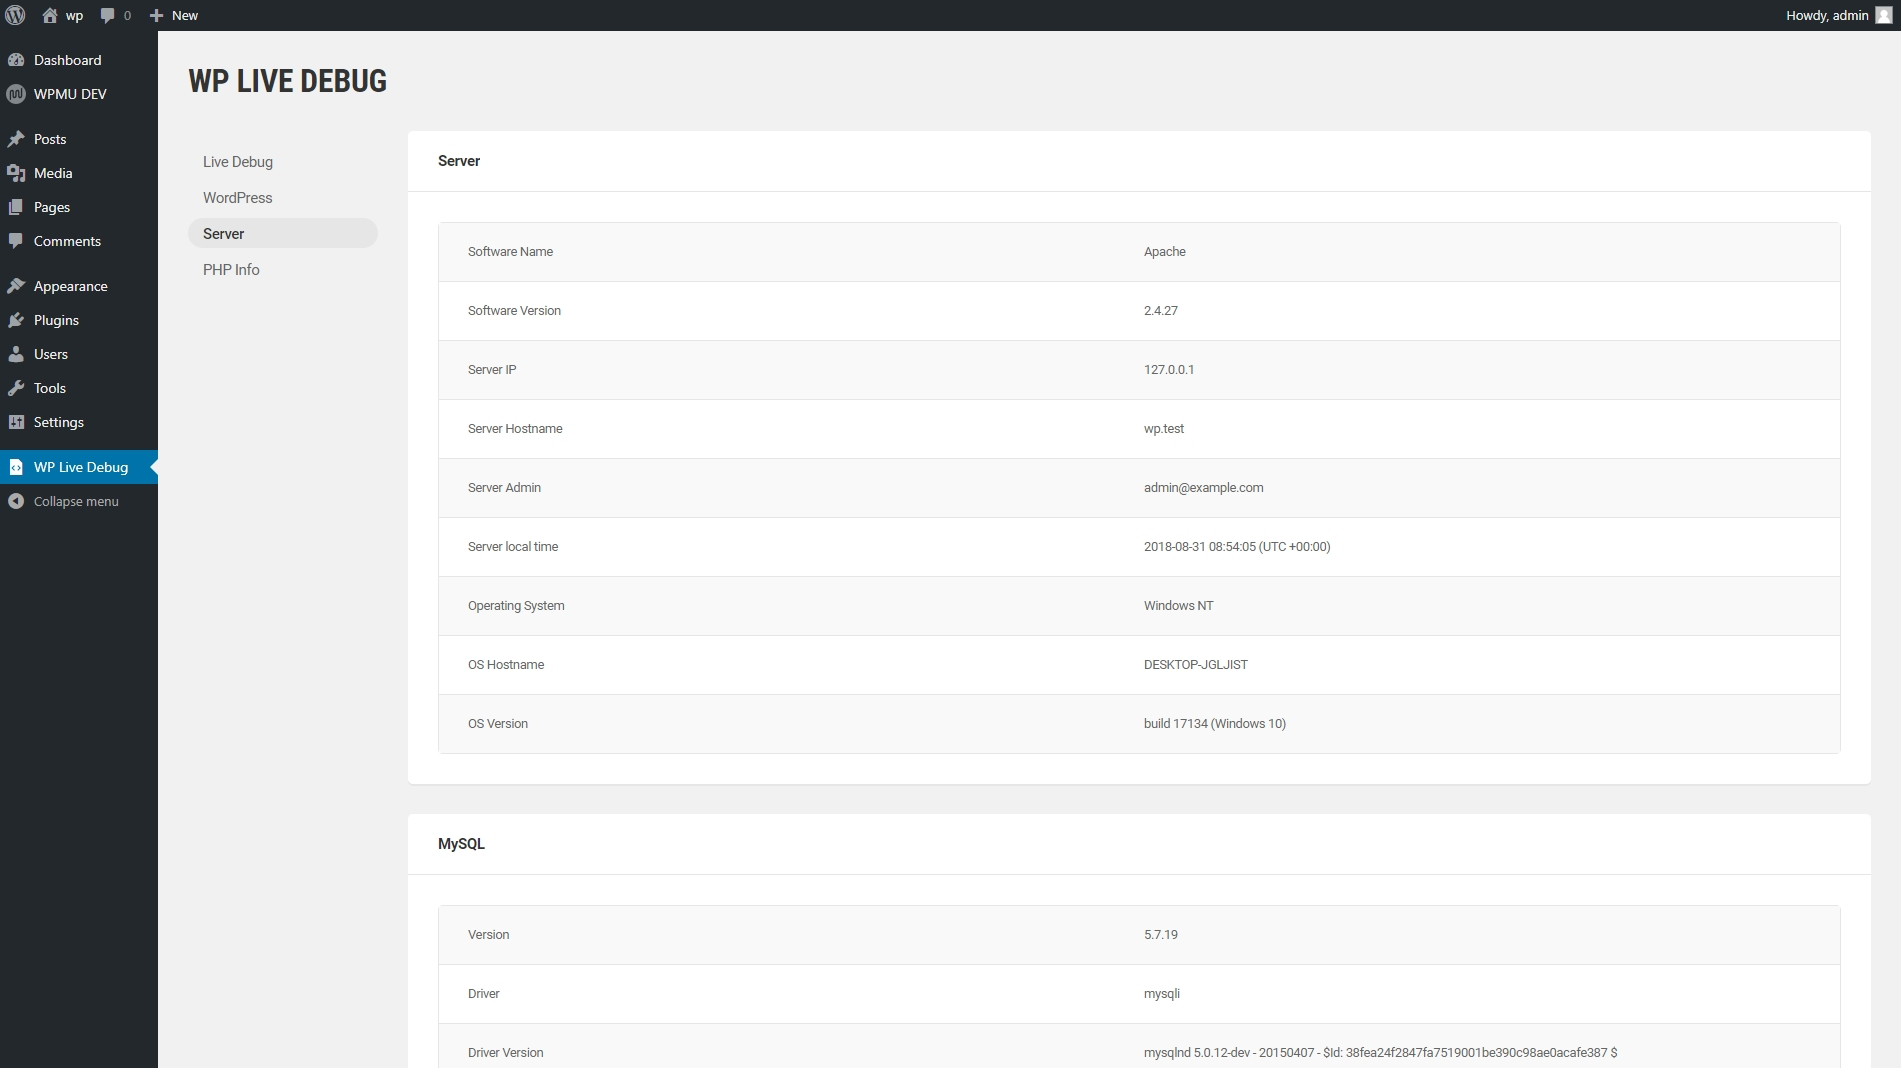 wp 0 New Howdy, admin
Dashboard
WPMU DEV
Posts
Media
Pages
Comments
Appearance
Plugins
Users
Tools
Settings
WP Live Debug
Collapse menu
WP LIVE DEBUG
Live Debug
WordPress
Server
PHP Info
Server
Software Name Apache
Software Version 2.4.27
Server IP 127.0.0.1
Server Hostname wp.test
Server Admin admin@example.com
Server local time 2018-08-31 08:54:05 (UTC +00:00)
Operating System Windows NT
OS Hostname DESKTOP-JGLJIST
OS Version build 17134 (Windows 10)
MySQL
Version 5.7.19
Driver mysqli
Driver Version mysqlnd 5.0.12-dev - 20150407 - $Id: 38fea24f2847fa7519001be390c98ae0acafe387 $